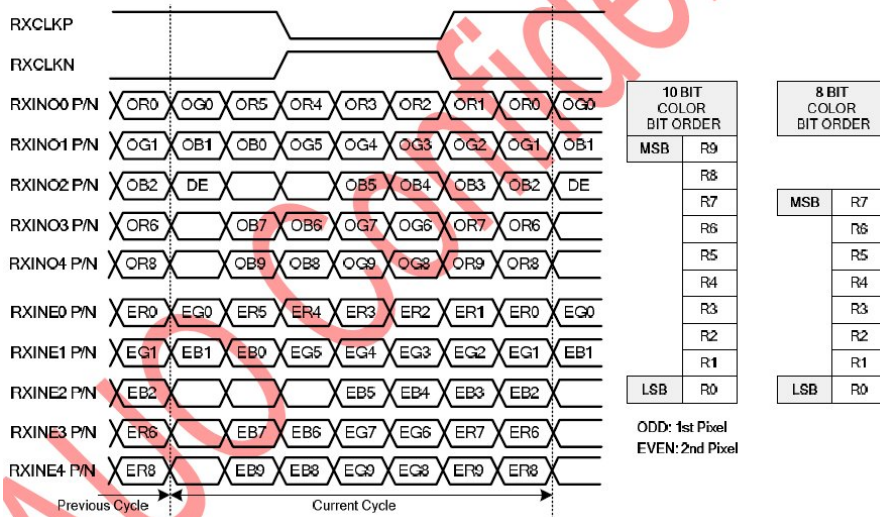 RXCLKP
RXCLKN
RXINO0 P/N OR0 OG0 OR5 OR4 OR3 OR2 OR1 OR0 OG0
RXINO1 P/N OG1 OB1 OB0 OG5 OG4 OG3 OG2 OG1 OB1
RXINO2 P/N OB2 DE OB5 OB4 OB3 OB2 DE
RXINO3 P/N OR6 OB7 OB6 OG7 OG6 OR7 OR6
RXINO4 P/N OR8 OB9 OB8 OG9 OG8 OR9 OR8
RXINE0 P/N ER0 EG0 ER5 ER4 ER3 ER2 ER1 ER0 EG0
RXINE1 P/N EG1 EB1 EB0 EG5 EG4 EG3 EG2 EG1 EB1
RXINE2 P/N EB2 EB5 EB4 EB3 EB2
RXINE3 P/N ER6 EB7 EB6 EG7 EG6 ER7 ER6
RXINE4 P/N ER8 EB9 EB8 EG9 EG8 ER9 ER8
Previous Cycle Current Cycle
10 BIT
COLOR
BIT ORDER
MSB R9
R8
R7
R6
R5
R4
R3
R2
R1
LSB R0
8 BIT
COLOR
BIT ORDER
MSB R7
R6
R5
R4
R3
R2
R1
LSB R0
ODD: 1st Pixel
EVEN: 2nd Pixel